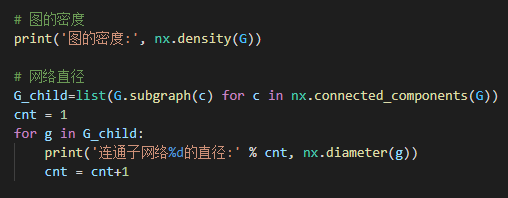 # 图的密度
print('图的密度:', nx.density(G))
# 网络直径
G_child=list(G.subgraph(c) for c in nx.connected_components(G))
cnt = 1
for g in G_child:
    print('连通子网络%d的直径:' % cnt, nx.diameter(g))
    cnt = cnt+1